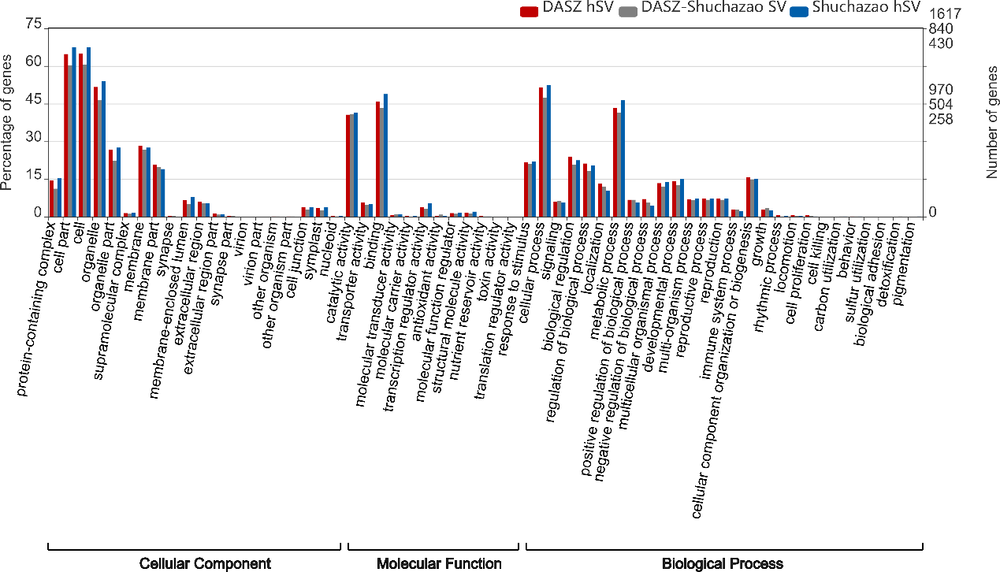 DASZ hSV DASZ-Shuchazao SV Shuchazao hSV
1617
840
430
970
504
258
0
75
60
45
30
15
0
Percentage of genes
Number of genes
protein-containing complex
cell part
cell
organelle
organelle part
supramolecular complex
membrane
membrane part
synapse
membrane-enclosed lumen
extracellular region
extracellular region part
synapse part
virion
virion part
other organism
other organism part
cell junction
symplast
nucleoid
catalytic activity
transporter activity
binding
molecular transducer activity
molecular carrier activity
transcription regulator activity
antioxidant activity
molecular function regulator
structural molecule activity
nutrient reservoir activity
toxin activity
translation regulator activity
response to stimulus
cellular process
signaling
biological regulation
regulation of biological process
localization
metabolic process
positive regulation of biological process
negative regulation of biological process
multicellular organismal process
developmental process
multi-organism process
reproductive process
reproduction
immune system process
cellular component organization or biogenesis
growth
rhythmic process
locomotion
cell proliferation
cell killing
carbon utilization
behavior
sulfur utilization
biological adhesion
detoxification
pigmentation
Cellular Component
Molecular Function
Biological Process